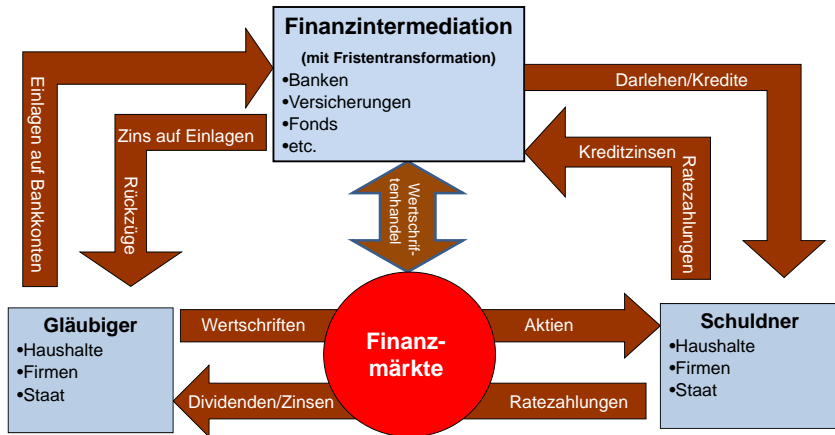 Finanzintermediation
(mit Fristentransformation)
•Banken
•Versicherungen
•Fonds
•etc.
Einlagen auf Bankkonten
Zins auf Einlagen
Rückzüge
Darlehen/Kredite
Kreditzinsen
Ratezahlungen
Wertschrif-
tenhandel
Gläubiger
•Haushalte
•Firmen
•Staat
Wertschriften
Finanz-
märkte
Aktien
Schuldner
•Haushalte
•Firmen
•Staat
Dividenden/Zinsen
Ratezahlungen